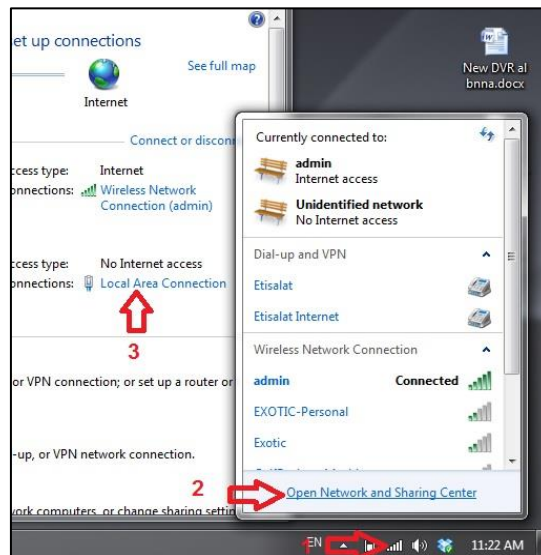 et up connections
See full map
Internet
Connect or disconn
ccess type: Internet
onnections: Wireless Network
Connection (admin)
ccess type: No Internet access
onnections: Local Area Connection
3
or VPN connection; or set up a router or
-up, or VPN network connection.
2
work computers, or change sharing settin
New DVR al
bnna.docx
Currently connected to:
admin
Internet access
Unidentified network
No Internet access
Dial-up and VPN
Etisalat
Etisalat Internet
Wireless Network Connection
admin Connected
EXOTIC-Personal
Exotic
Open Network and Sharing Center
1
EN
11:22 AM